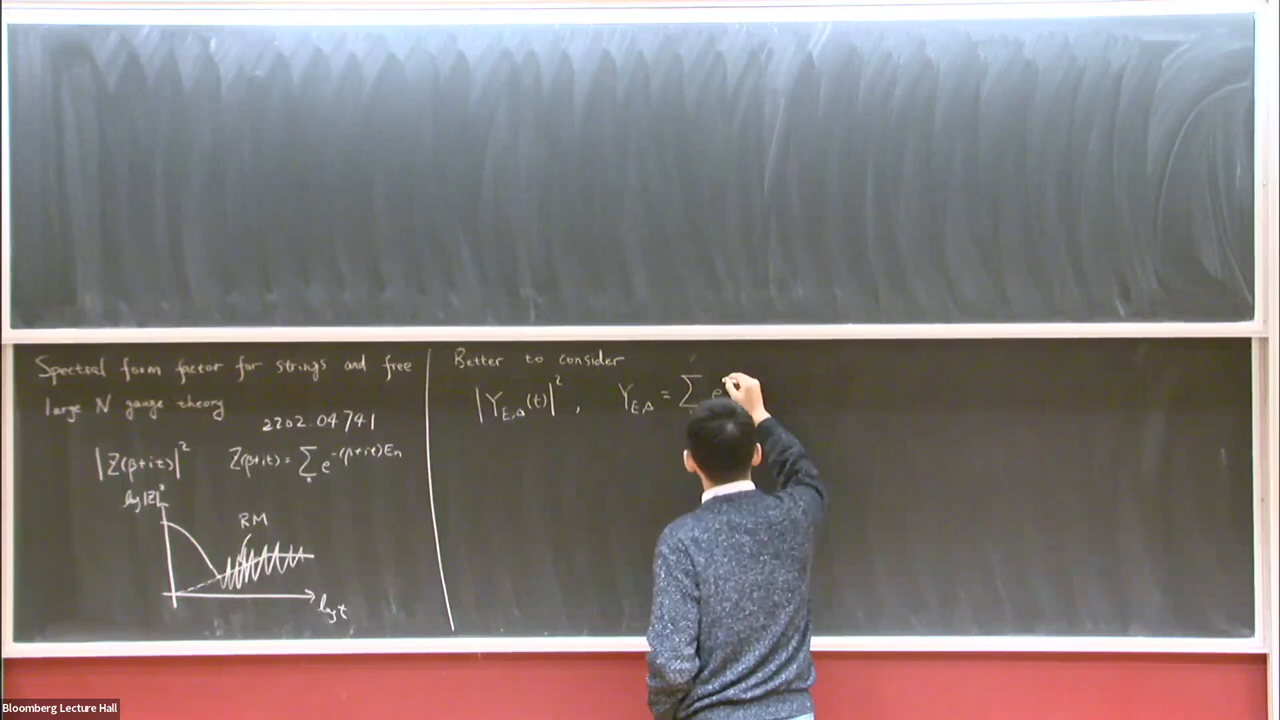 Spectral form factor for strings and free
large N gauge theory
2202.04741
|Z(β+it)|² Z(β+it) = ∑ₙ e^{-(β+it)Eₙ}
log|Z|²
RM
log t
Better to consider
|Y_{E,Δ}(t)|², Y_{E,Δ} = ∑ e
Bloomberg Lecture Hall